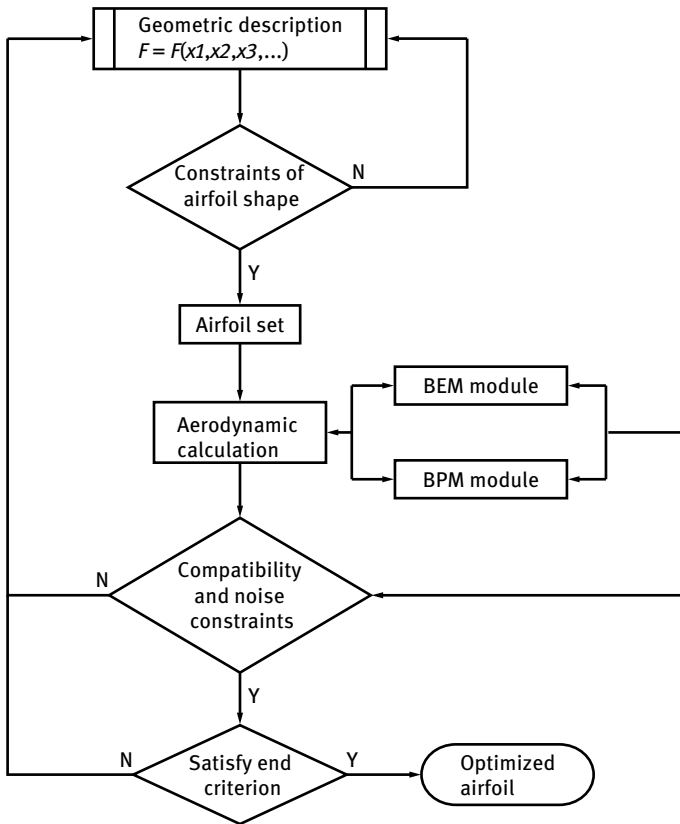 Geometric description
F = F(x1,x2,x3,...)
Constraints of
airfoil shape
N
Y
Airfoil set
Aerodynamic
calculation
BEM module
BPM module
Compatibility
and noise
constraints
N
Y
Satisfy end
criterion
N
Y
Optimized
airfoil